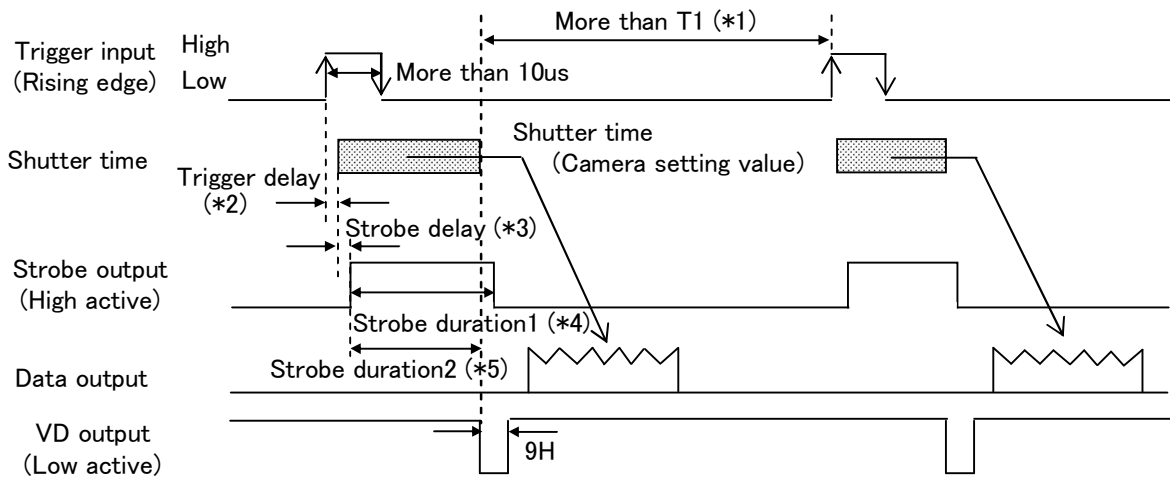 More than T1 (*1)
Trigger input
(Rising edge)
High
Low
More than 10us
Shutter time
Shutter time
(Camera setting value)
Trigger delay
(*2)
Strobe delay (*3)
Strobe output
(High active)
Strobe duration1 (*4)
Strobe duration2 (*5)
Data output
VD output
(Low active)
9H